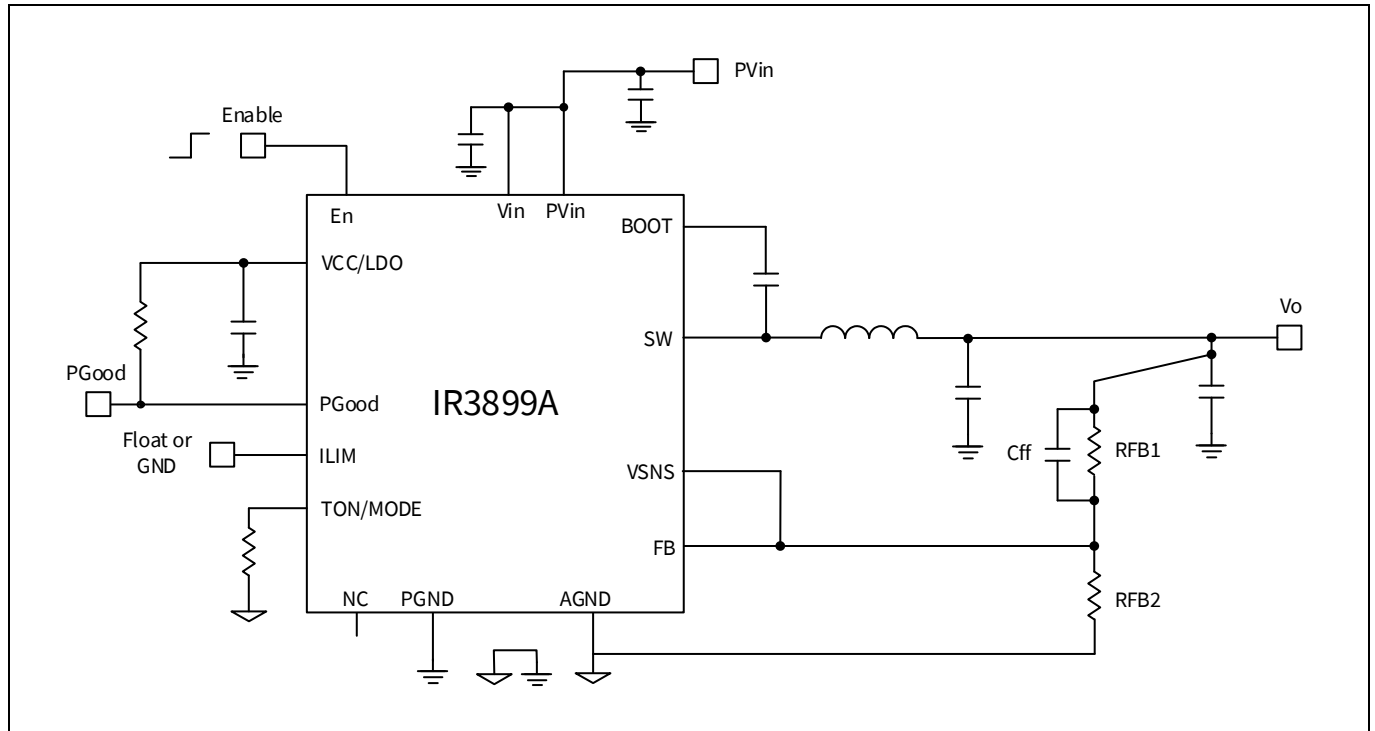 PVin
Enable
En
Vin
PVin
BOOT
VCC/LDO
Vo
SW
PGood
PGood
IR3899A
Float or
GND
ILIM
VSNS
Cff
RFB1
TON/MODE
FB
NC
PGND
AGND
RFB2